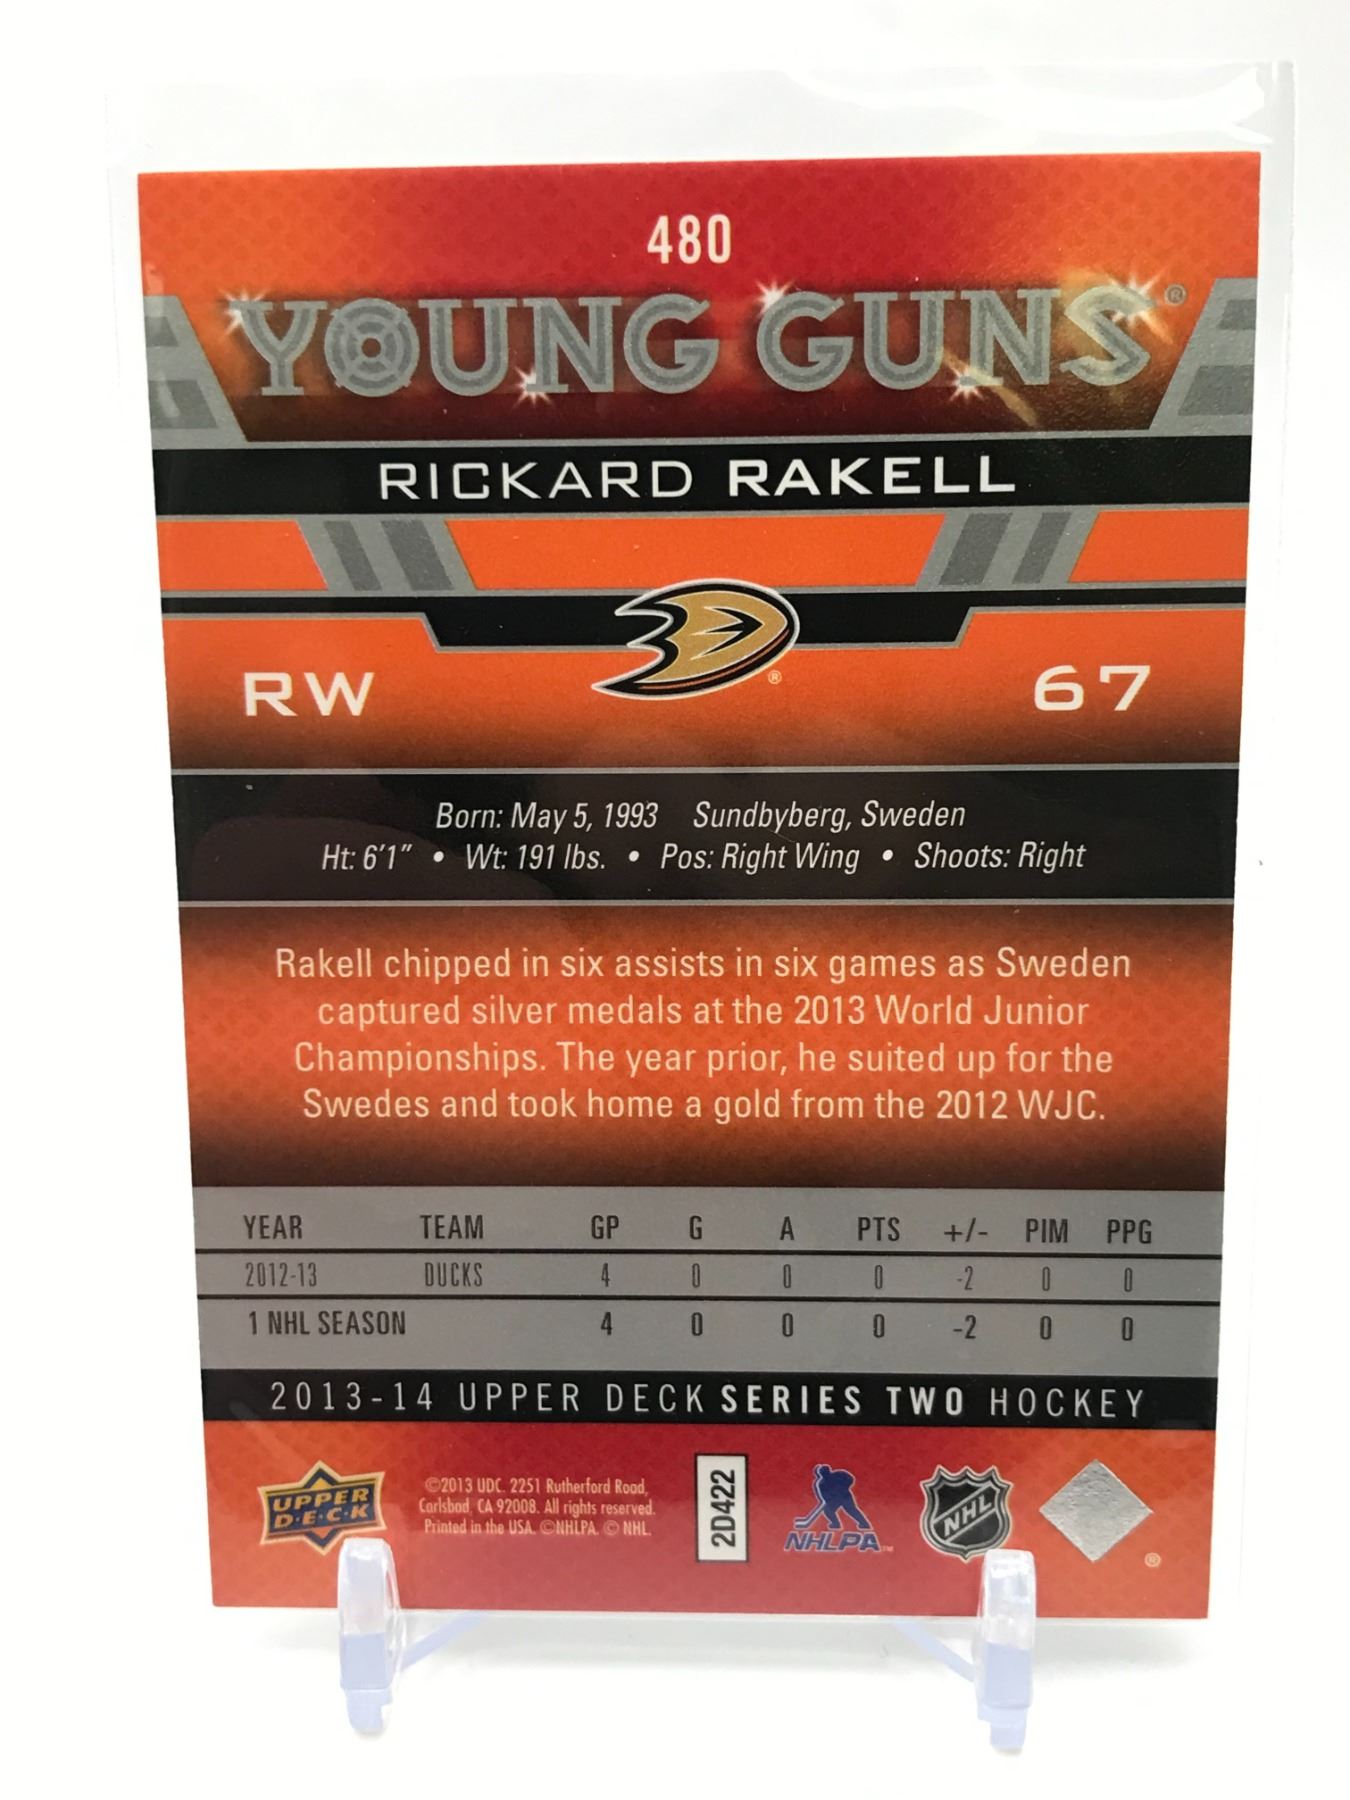 480
YOUNG GUNS®
RICKARD RAKELL
®
RW 67
Born: May 5, 1993 Sundbyberg, Sweden
Ht: 6'1" • Wt: 191 lbs. • Pos: Right Wing • Shoots: Right
Rakell chipped in six assists in six games as Sweden
captured silver medals at the 2013 World Junior
Championships. The year prior, he suited up for the
Swedes and took home a gold from the 2012 WJC.
YEAR TEAM GP G A PTS +/- PIM PPG
2012-13 DUCKS 4 0 0 0 -2 0 0
1 NHL SEASON 4 0 0 0 -2 0 0
2013-14 UPPER DECK SERIES TWO HOCKEY
UPPER
D•E•C•K
©2013 UDC. 2251 Rutherford Road,
Carlsbad, CA 92008. All rights reserved.
Printed in the USA. ©NHLPA. © NHL.
2D422
NHLPA™
NHL
®